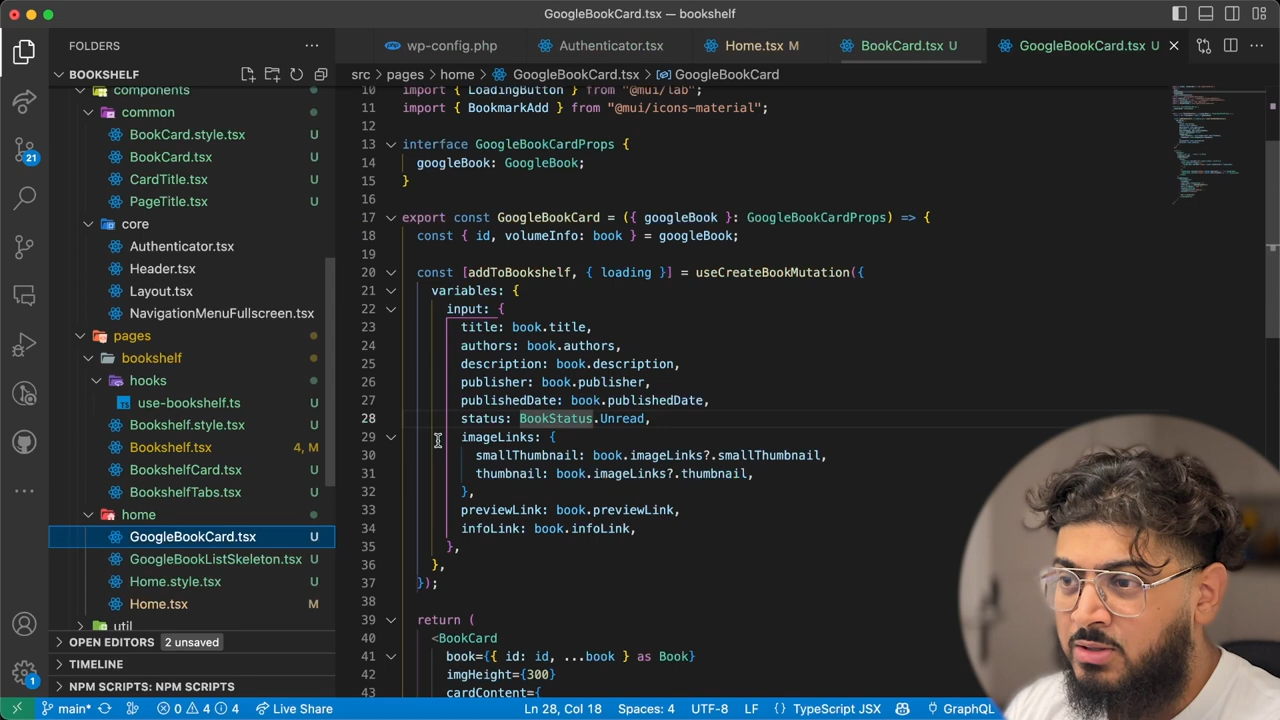 GoogleBookCard.tsx — bookshelf
FOLDERS
wp-config.php
Authenticator.tsx
Home.tsx M
BookCard.tsx U
GoogleBookCard.tsx U
BOOKSHELF
src > pages > home > GoogleBookCard.tsx > GoogleBookCard
components
common
BookCard.style.tsx U
BookCard.tsx U
CardTitle.tsx U
PageTitle.tsx U
core
Authenticator.tsx
Header.tsx
Layout.tsx
NavigationMenuFullscreen.tsx
pages
bookshelf
hooks
use-bookshelf.ts U
Bookshelf.style.tsx U
Bookshelf.tsx 4, M
BookshelfCard.tsx U
BookshelfTabs.tsx U
home
GoogleBookCard.tsx U
GoogleBookListSkeleton.tsx U
Home.style.tsx U
Home.tsx M
util
OPEN EDITORS 2 unsaved
TIMELINE
NPM SCRIPTS: NAVIGATION
21
1
10 import { LoadingButton } from "@mui/lab";
11 import { BookmarkAdd } from "@mui/icons-material";
12
13 interface GoogleBookCardProps {
14 googleBook: GoogleBook;
15 }
16
17 export const GoogleBookCard = ({ googleBook }: GoogleBookCardProps) => {
18 const { id, volumeInfo: book } = googleBook;
19
20 const [addToBookshelf, { loading }] = useCreateBookMutation({
21 variables: {
22 input: {
23 title: book.title,
24 authors: book.authors,
25 description: book.description,
26 publisher: book.publisher,
27 publishedDate: book.publishedDate,
28 status: BookStatus.Unread,
29 imageLinks: {
30 smallThumbnail: book.imageLinks?.smallThumbnail,
31 thumbnail: book.imageLinks?.thumbnail,
32 },
33 previewLink: book.previewLink,
34 infoLink: book.infoLink,
35 },
36 },
37 });
38
39 return (
40 <BookCard
41 book={{ id: id, ...book } as Book}
42 imgHeight={300}
43 cardContent={
main* 0 4 4 Live Share Ln 28, Col 18 Spaces: 4 UTF-8 LF {} TypeScript JSX GraphQL